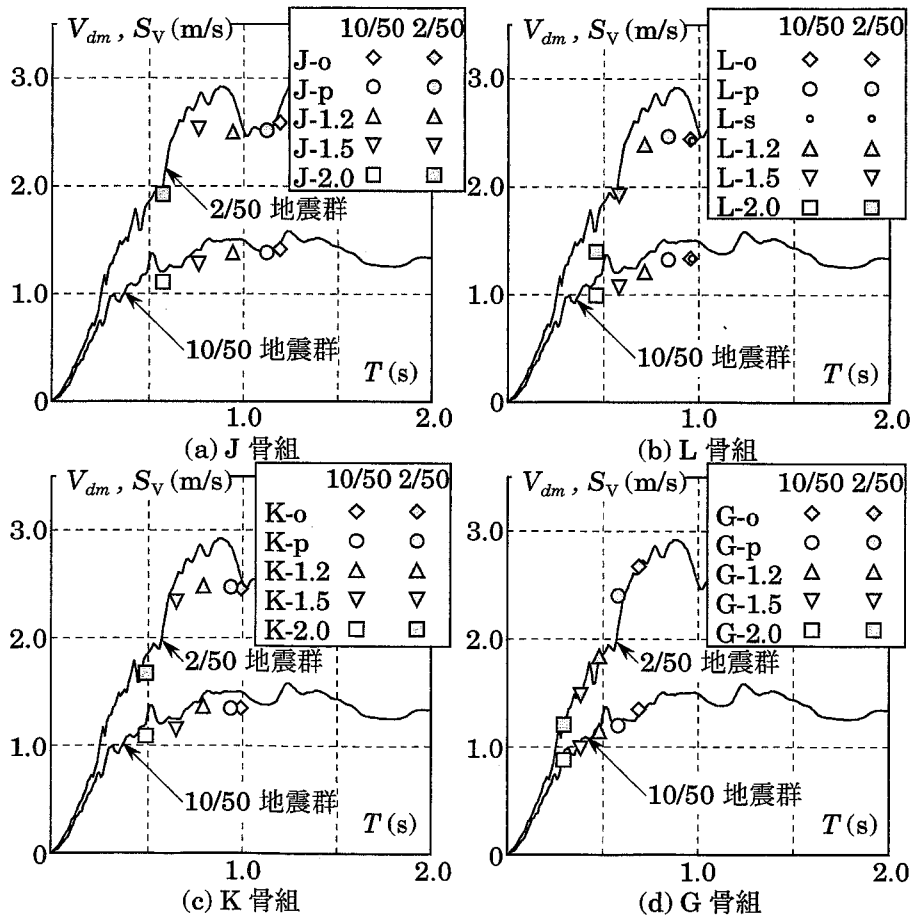 V_dm , S_V (m/s)
10/50 2/50
J-o
J-p
J-1.2
J-1.5
J-2.0
3.0
2.0
1.0
0
2/50 地震群
10/50 地震群
T (s)
1.0
2.0
(a) J 骨組
V_dm , S_V (m/s)
10/50 2/50
L-o
L-p
L-s
L-1.2
L-1.5
L-2.0
3.0
2.0
1.0
0
10/50 地震群
T (s)
1.0
2.0
(b) L 骨組
V_dm , S_V (m/s)
10/50 2/50
K-o
K-p
K-1.2
K-1.5
K-2.0
3.0
2.0
1.0
0
2/50 地震群
10/50 地震群
T (s)
1.0
2.0
(c) K 骨組
V_dm , S_V (m/s)
10/50 2/50
G-o
G-p
G-1.2
G-1.5
G-2.0
3.0
2.0
1.0
0
2/50 地震群
10/50 地震群
T (s)
1.0
2.0
(d) G 骨組